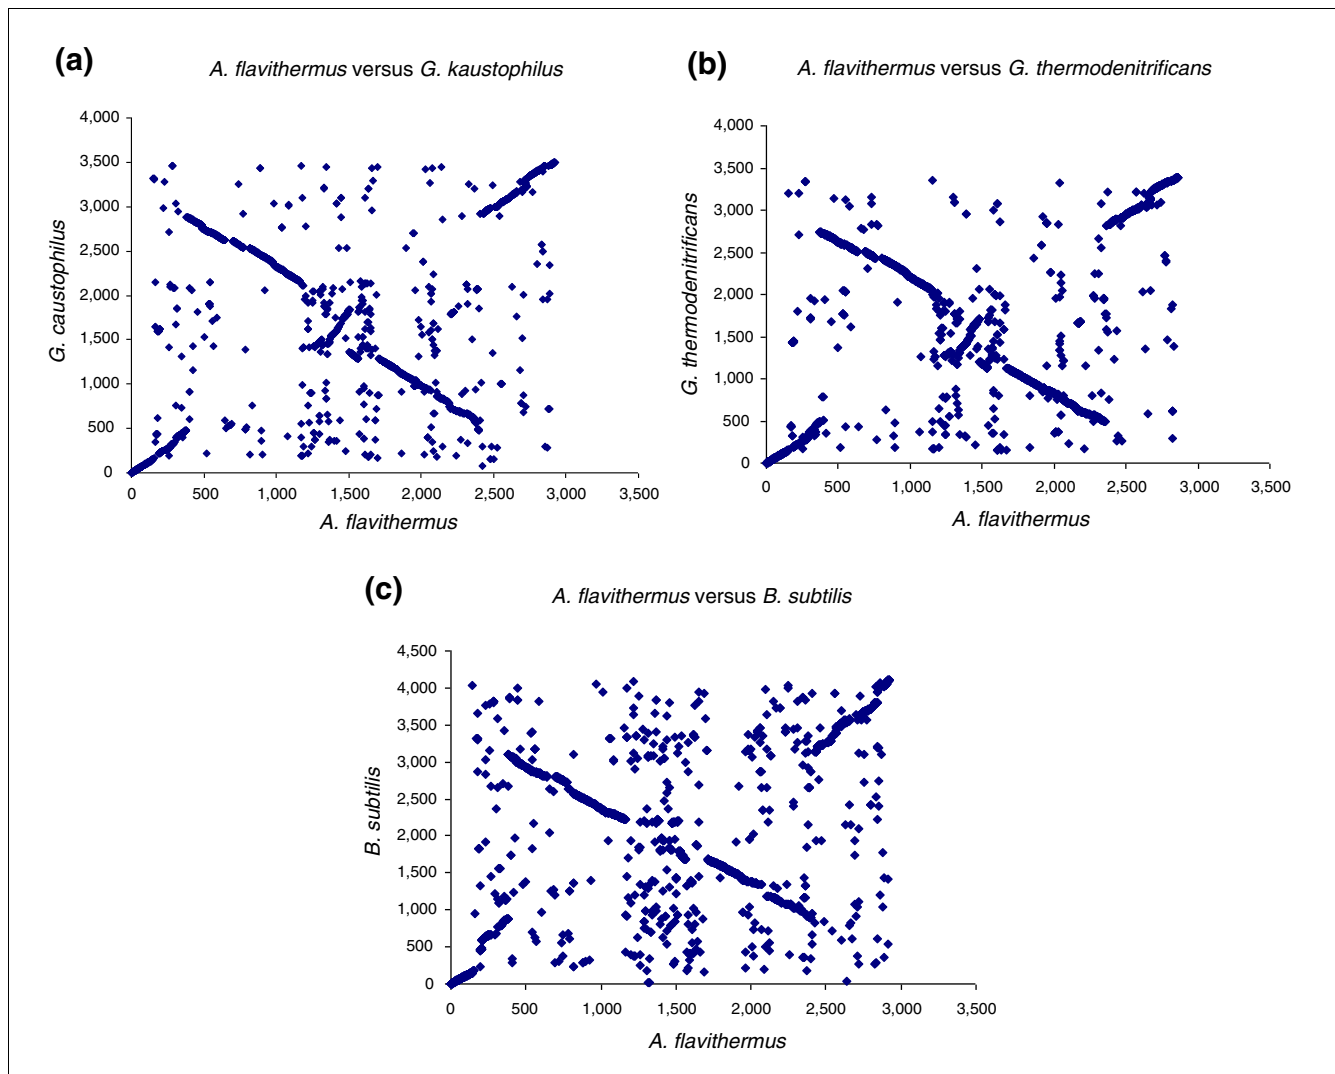 (a)
A. flavithermus versus G. kaustophilus
4,000
3,500
3,000
2,500
2,000
1,500
1,000
500
0
G. caustophilus
0 500 1,000 1,500 2,000 2,500 3,000 3,500
A. flavithermus
(b)
A. flavithermus versus G. thermodenitrificans
4,000
3,500
3,000
2,500
2,000
1,500
1,000
500
0
G. thermodenitrificans
0 500 1,000 1,500 2,000 2,500 3,000 3,500
A. flavithermus
(c)
A. flavithermus versus B. subtilis
4,500
4,000
3,500
3,000
2,500
2,000
1,500
1,000
500
0
B. subtilis
0 500 1,000 1,500 2,000 2,500 3,000 3,500
A. flavithermus